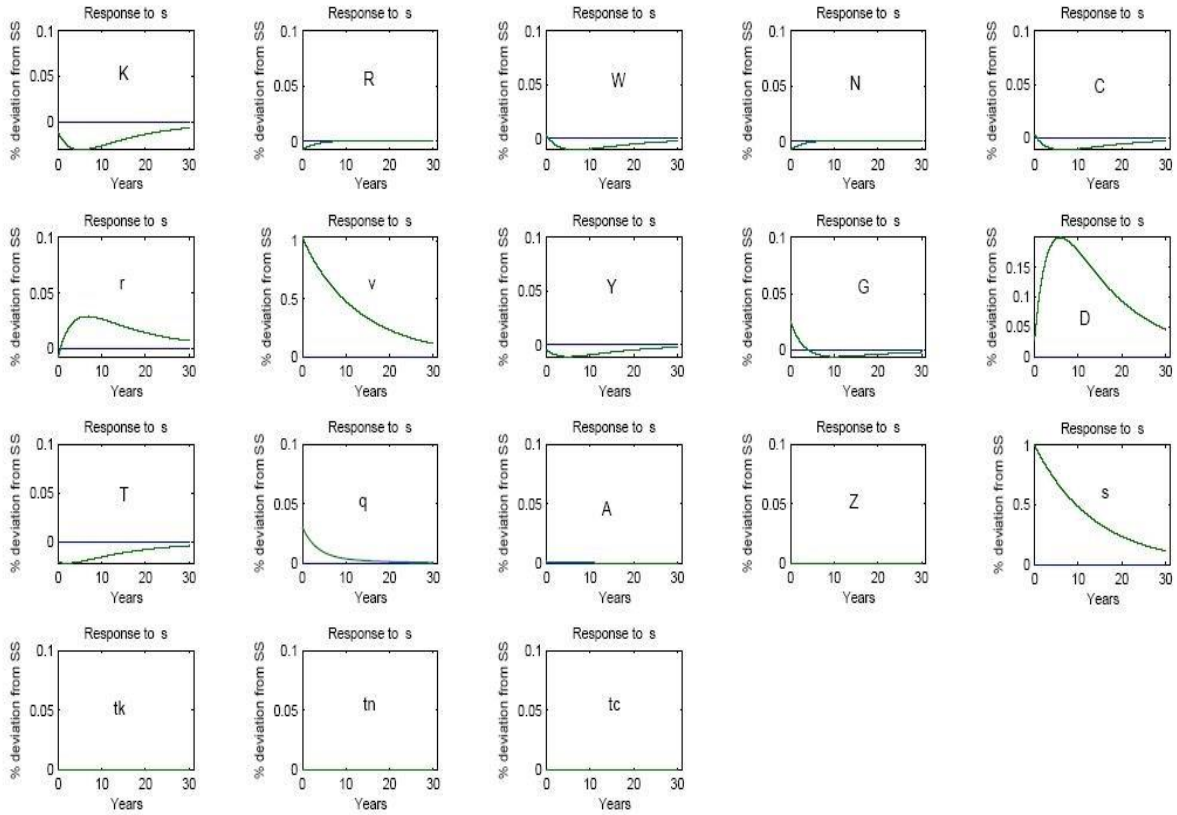 Response to s
% deviation from SS
0.1
0.05
0
K
0 10 20 30
Years
Response to s
% deviation from SS
0.1
0.05
0
R
0 10 20 30
Years
Response to s
% deviation from SS
0.1
0.05
0
W
0 10 20 30
Years
Response to s
% deviation from SS
0.1
0.05
0
N
0 10 20 30
Years
Response to s
% deviation from SS
0.1
0.05
0
C
0 10 20 30
Years
Response to s
% deviation from SS
0.1
0.05
0
r
0 10 20 30
Years
Response to s
% deviation from SS
1
0.5
0
v
0 10 20 30
Years
Response to s
% deviation from SS
0.1
0.05
0
Y
0 10 20 30
Years
Response to s
% deviation from SS
0.1
0.05
0
G
0 10 20 30
Years
Response to s
% deviation from SS
0.15
0.1
0.05
0
D
0 10 20 30
Years
Response to s
% deviation from SS
0.1
0.05
0
T
0 10 20 30
Years
Response to s
% deviation from SS
0.1
0.05
0
q
0 10 20 30
Years
Response to s
% deviation from SS
0.1
0.05
0
A
0 10 20 30
Years
Response to s
% deviation from SS
0.1
0.05
0
Z
0 10 20 30
Years
Response to s
% deviation from SS
1
0.5
0
s
0 10 20 30
Years
Response to s
% deviation from SS
0.1
0.05
0
tk
0 10 20 30
Years
Response to s
% deviation from SS
0.1
0.05
0
tn
0 10 20 30
Years
Response to s
% deviation from SS
0.1
0.05
0
tc
0 10 20 30
Years